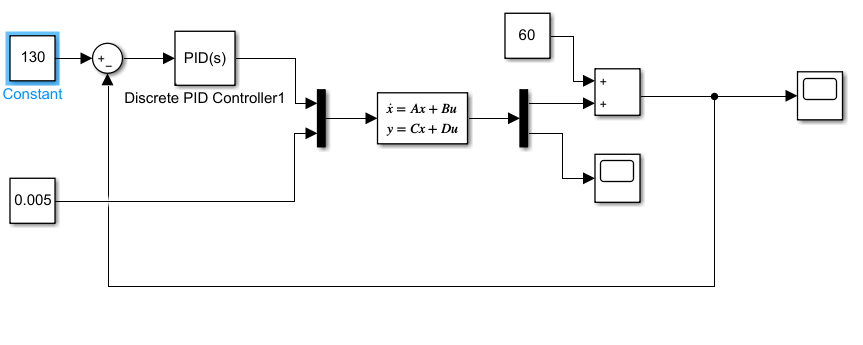 60
130
+
−
PID(s)
Constant
Discrete PID Controller1
+
+
ẋ = Ax + Bu
y = Cx + Du
0.005